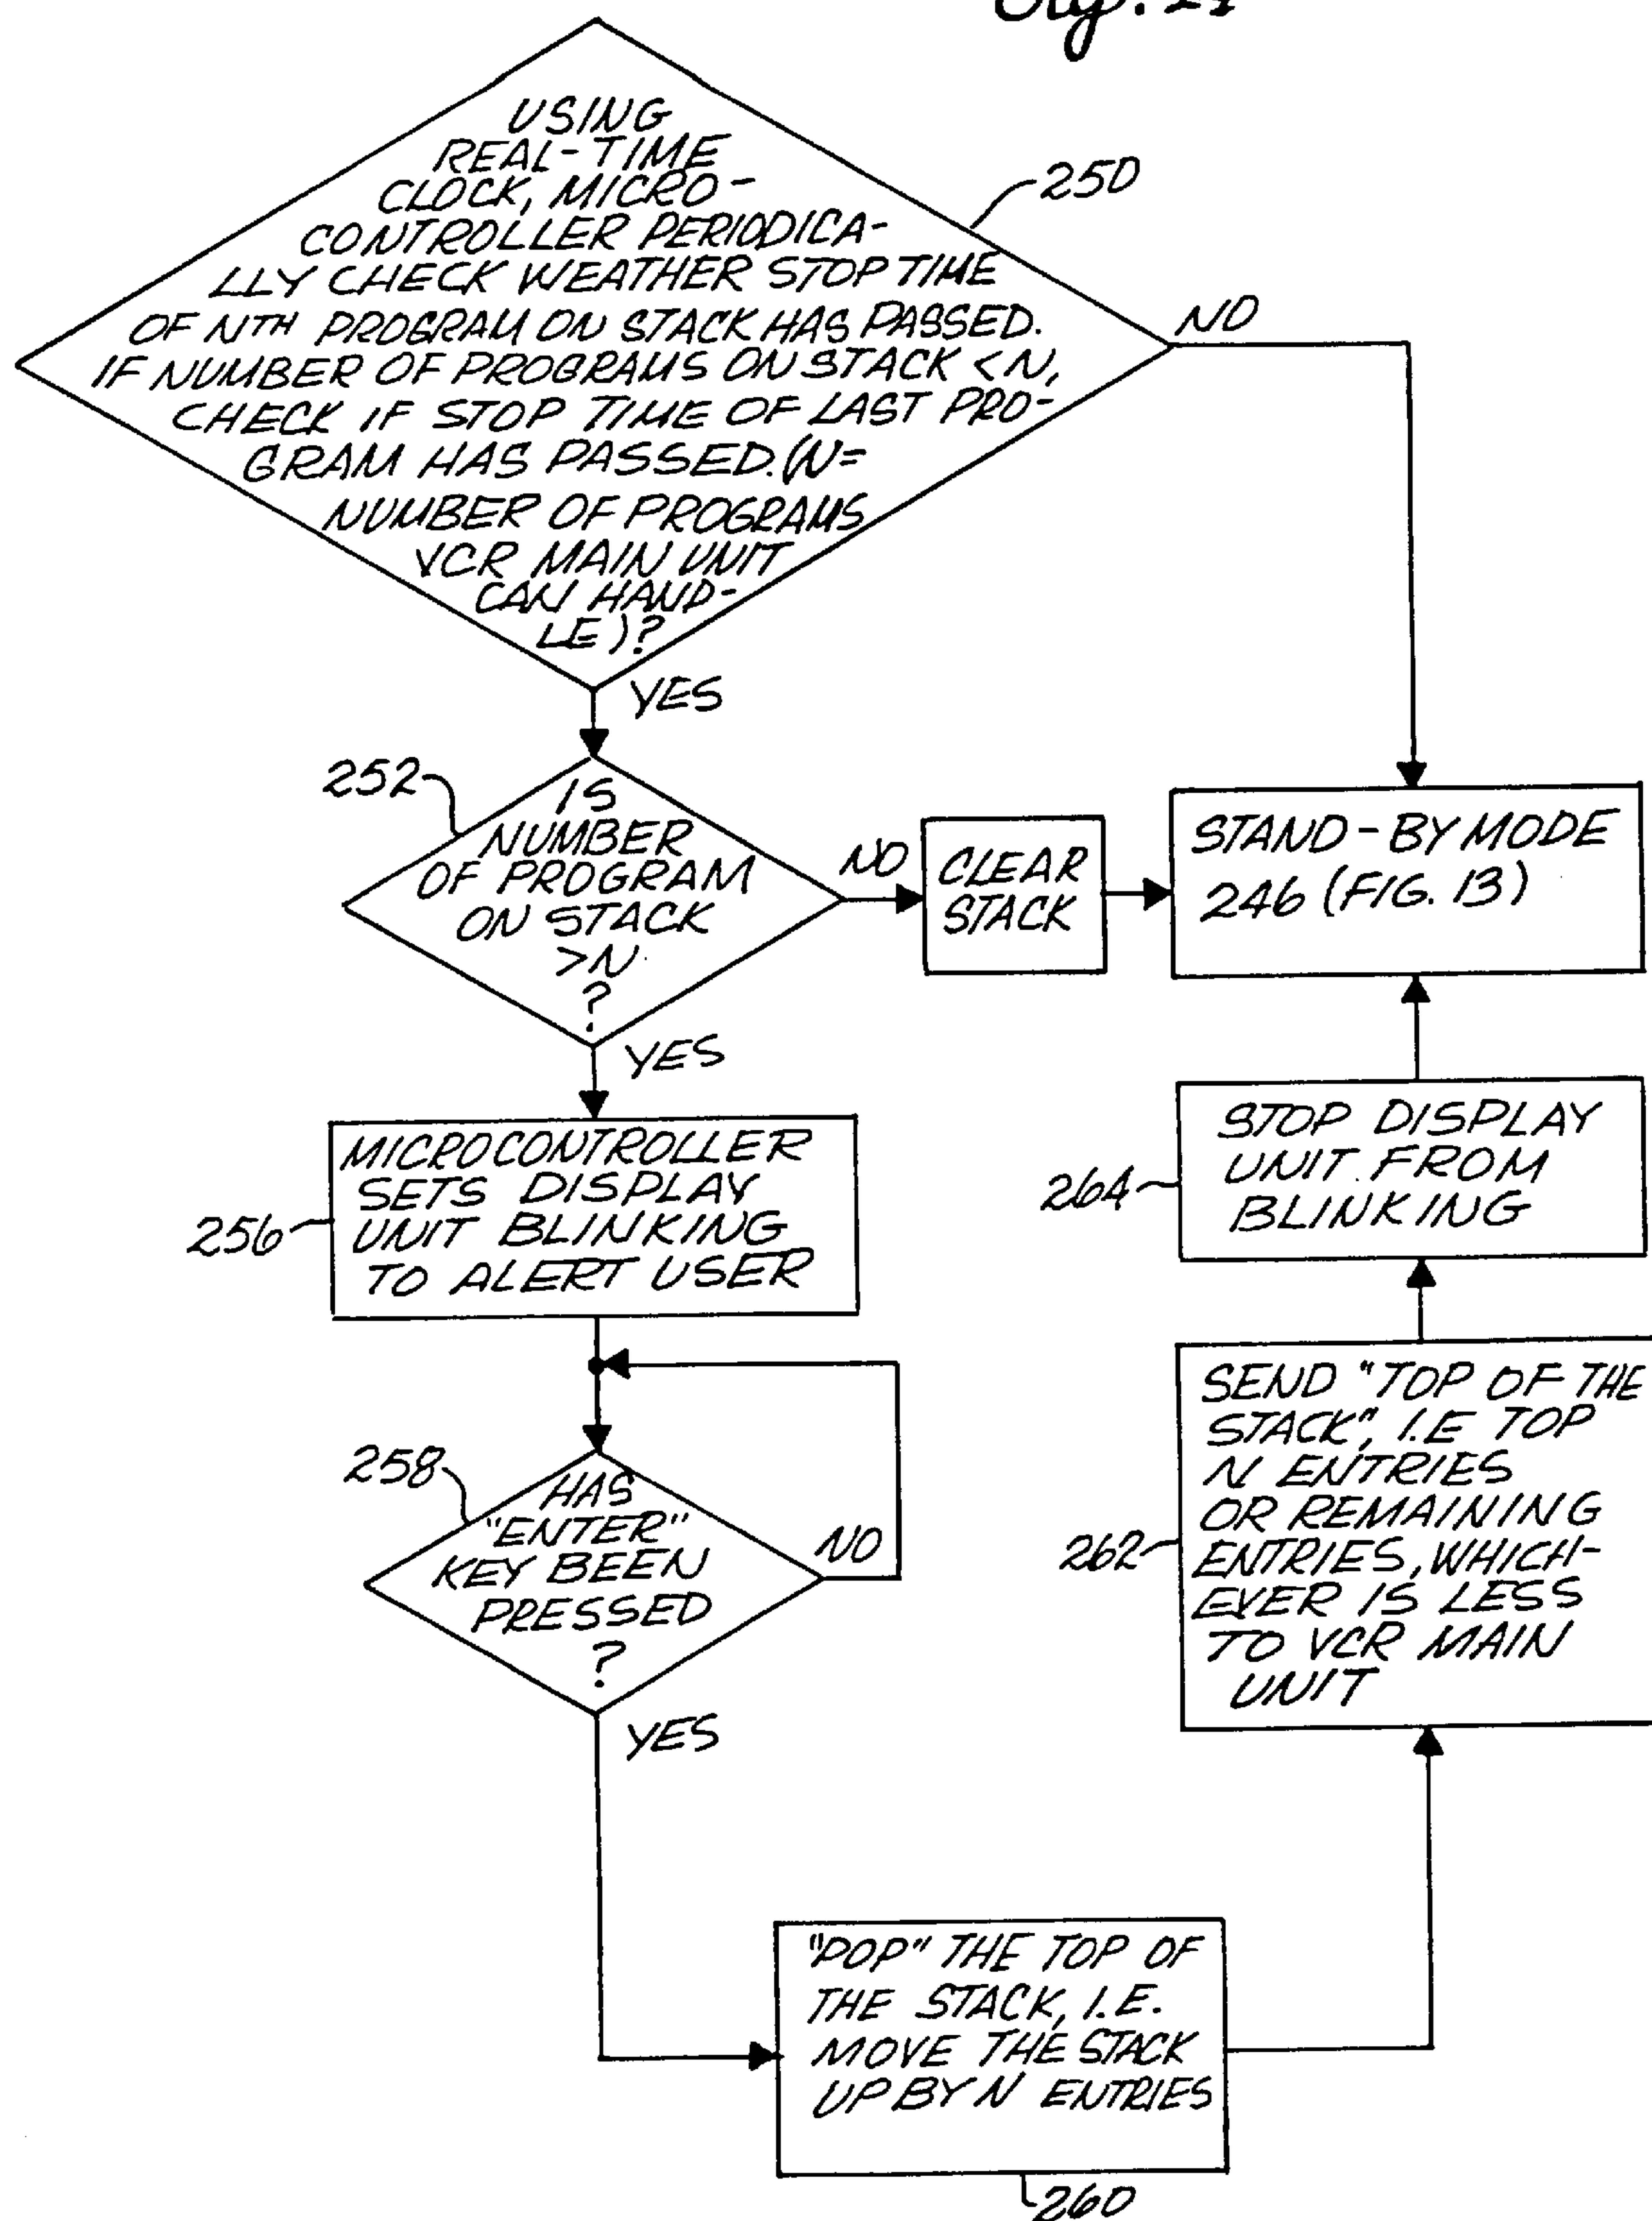 USING
REAL-TIME
CLOCK, MICRO-
CONTROLLER PERIODICA-
LLY CHECK WEATHER STOP TIME
OF NTH PROGRAM ON STACK HAS PASSED.
IF NUMBER OF PROGRAMS ON STACK < N,
CHECK IF STOP TIME OF LAST PRO-
GRAM HAS PASSED. (N=
NUMBER OF PROGRAMS
VCR MAIN UNIT
CAN HAND-
LE)?
250
NO
YES
252
IS
NUMBER
OF PROGRAM
ON STACK
>N
?
NO
CLEAR
STACK
STAND-BY MODE
246 (FIG. 13)
YES
MICROCONTROLLER
SETS DISPLAY
UNIT BLINKING
TO ALERT USER
256
STOP DISPLAY
UNIT FROM
BLINKING
264
258
HAS
"ENTER"
KEY BEEN
PRESSED
?
NO
YES
SEND "TOP OF THE
STACK", I.E TOP
N ENTRIES
OR REMAINING
ENTRIES, WHICH-
EVER IS LESS
TO VCR MAIN
UNIT
262
"POP" THE TOP OF
THE STACK, I.E.
MOVE THE STACK
UP BY N ENTRIES
260